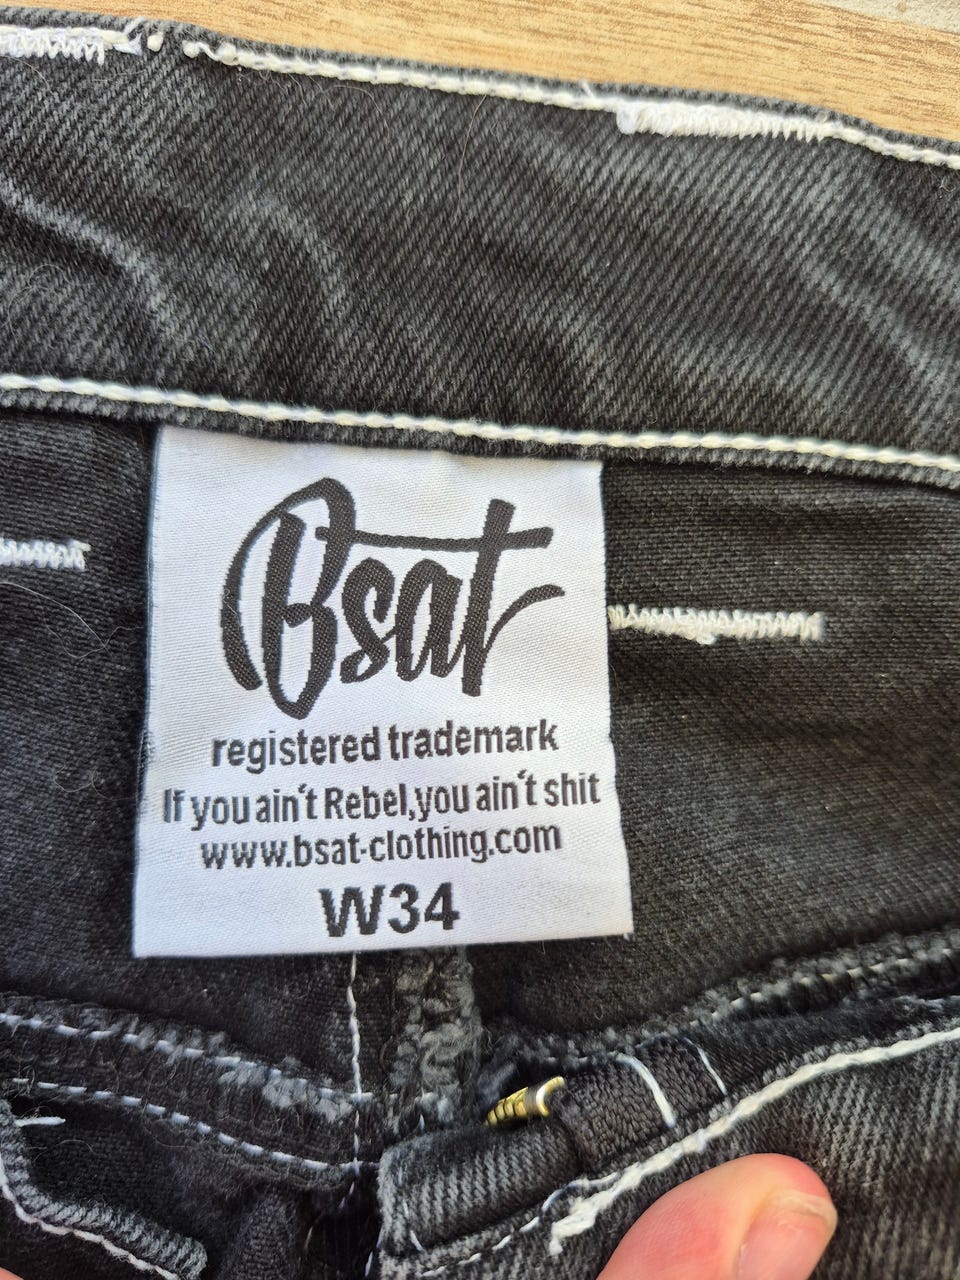 Bsat
registered trademark
If you ain't Rebel,you ain't shit
www.bsat-clothing.com
W34